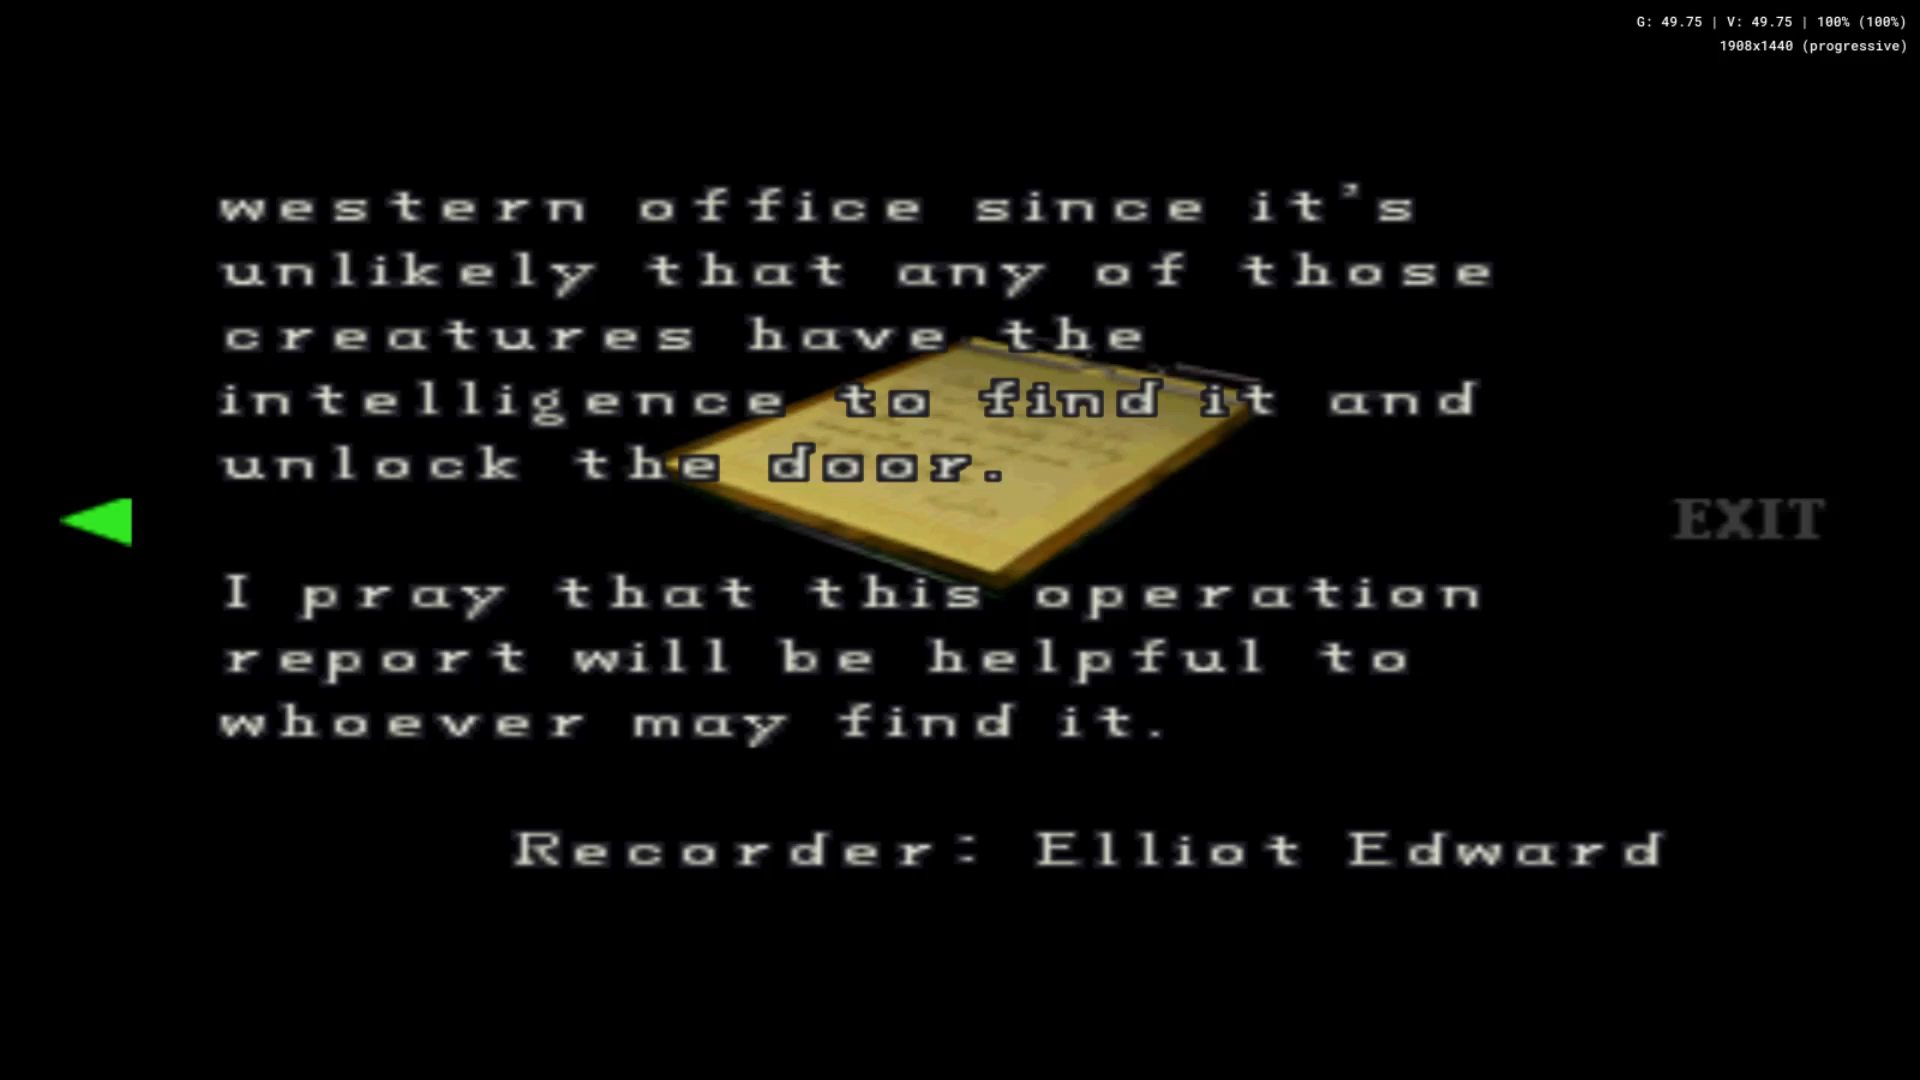 G: 49.75 | V: 49.75 | 100% (100%)
1908x1440 (progressive)
western office since it's
unlikely that any of those
creatures have the
intelligence to find it and
unlock the door.
EXIT
I pray that this operation
report will be helpful to
whoever may find it.
Recorder: Elliot Edward